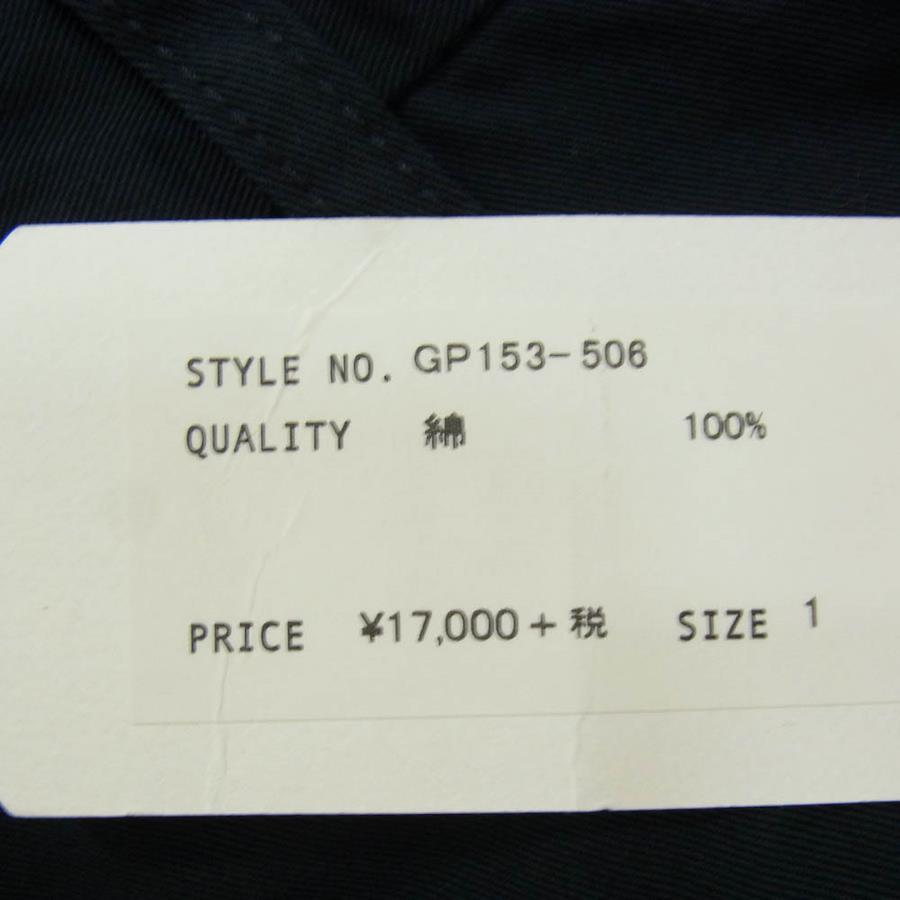 STYLE NO. GP153-506
QUALITY 綿 100%
PRICE ¥17,000+税 SIZE 1